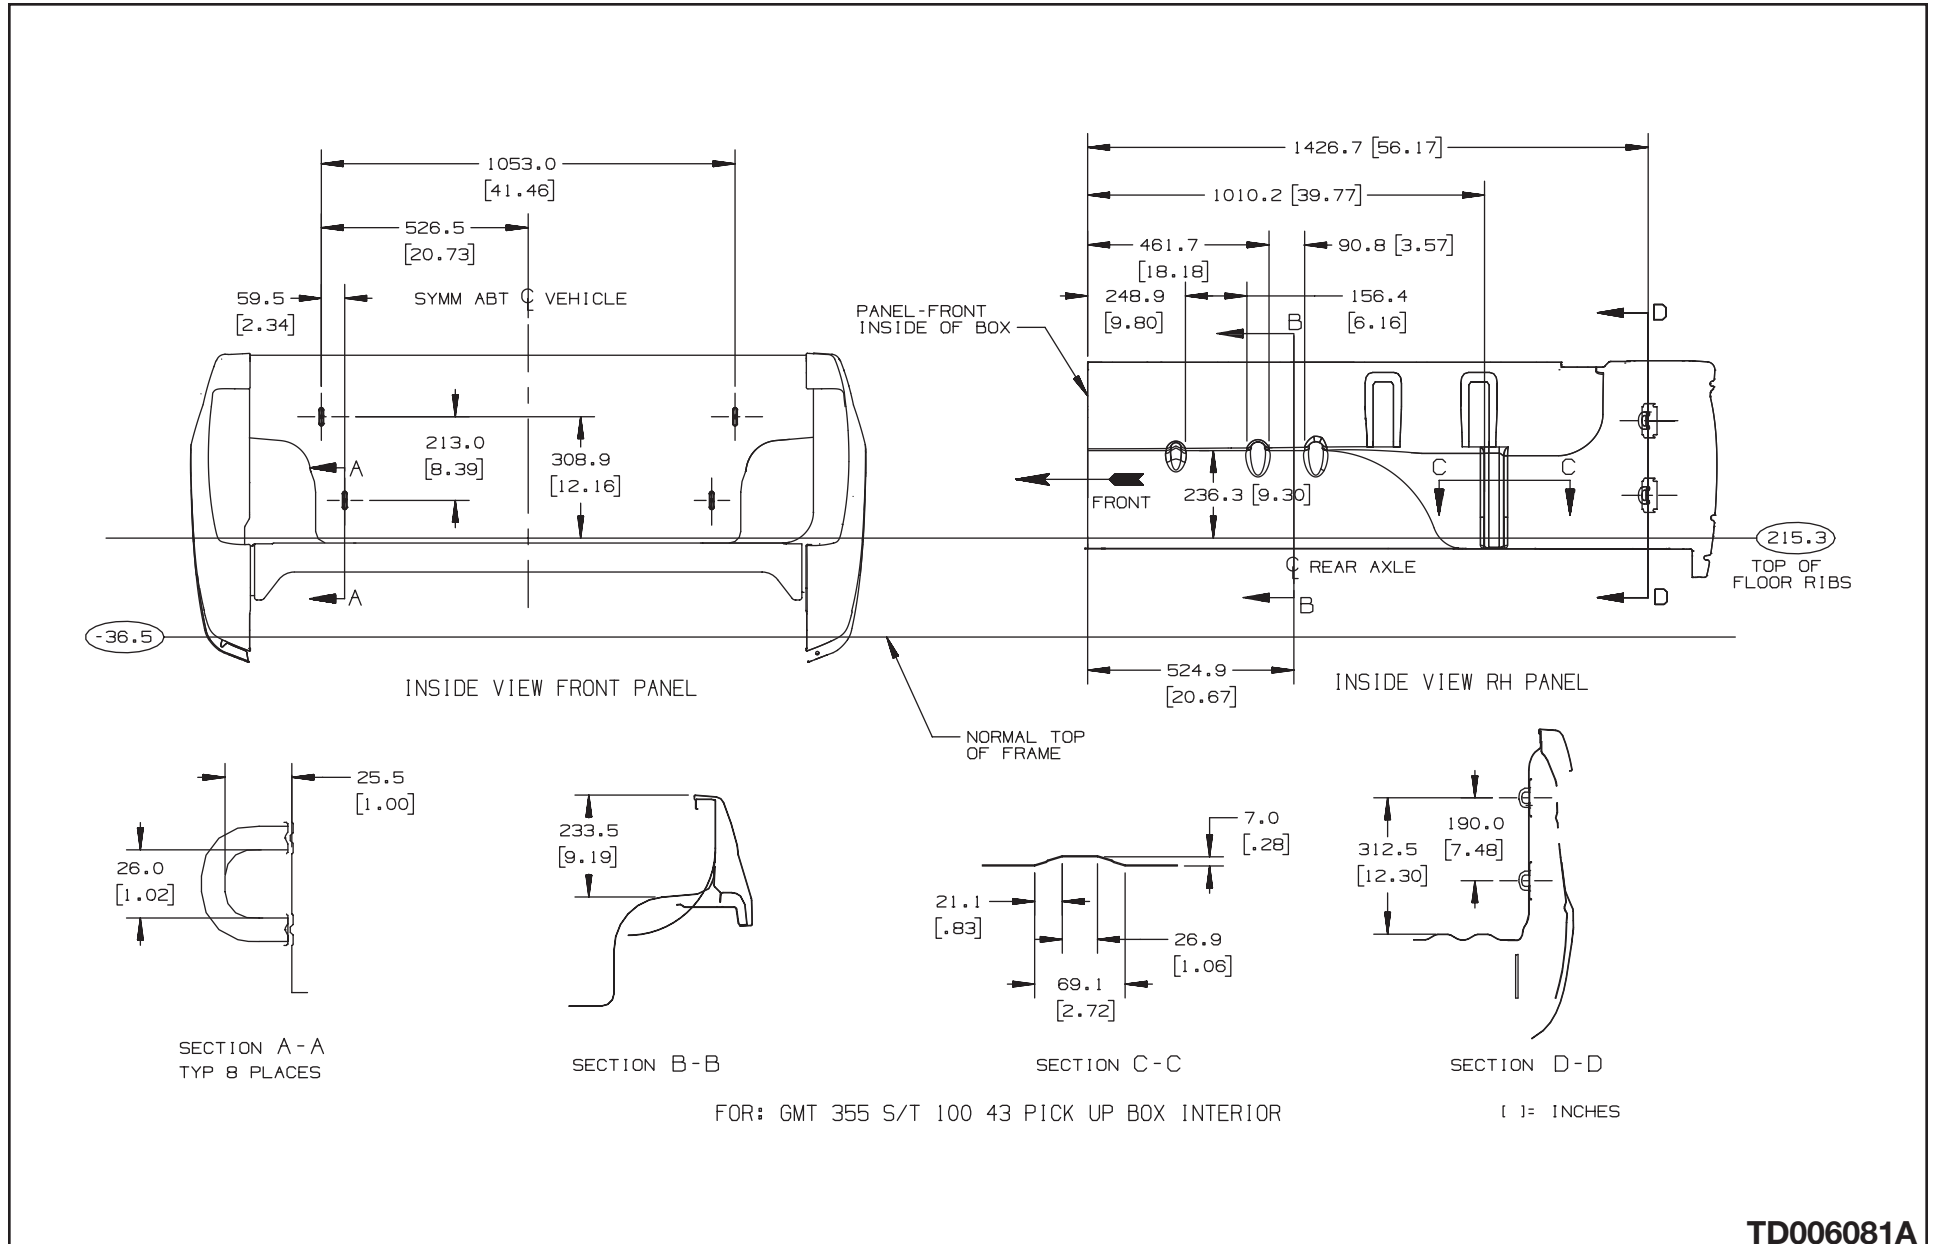 1053.0
[41.46]
526.5
[20.73]
59.5
[2.34]
SYMM ABT ℄ VEHICLE
213.0
[8.39]
308.9
[12.16]
A
A
-36.5
INSIDE VIEW FRONT PANEL
1426.7 [56.17]
1010.2 [39.77]
461.7
[18.18]
90.8 [3.57]
248.9
[9.80]
156.4
[6.16]
PANEL-FRONT
INSIDE OF BOX
B
D
FRONT
236.3 [9.30]
C
C
215.3
TOP OF
FLOOR RIBS
℄ REAR AXLE
B
D
524.9
[20.67]
INSIDE VIEW RH PANEL
NORMAL TOP
OF FRAME
25.5
[1.00]
26.0
[1.02]
SECTION A-A
TYP 8 PLACES
233.5
[9.19]
SECTION B-B
7.0
[.28]
21.1
[.83]
26.9
[1.06]
69.1
[2.72]
SECTION C-C
190.0
[7.48]
312.5
[12.30]
SECTION D-D
FOR: GMT 355 S/T 100 43 PICK UP BOX INTERIOR
[ ]= INCHES
TD006081A